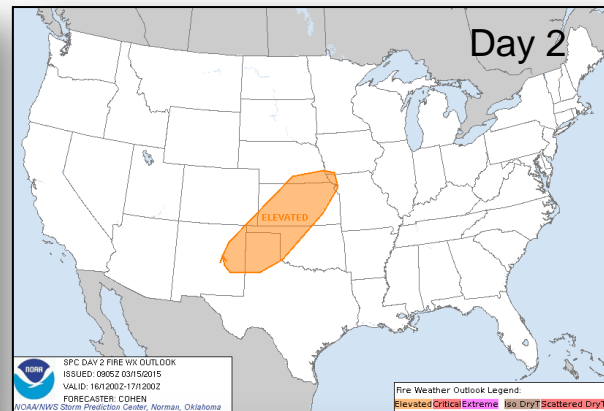 Day 2
ELEVATED
NOAA
SPC DAY 2 FIRE WX OUTLOOK
ISSUED: 0905Z 03/15/2015
VALID: 16/1200Z-17/1200Z
FORECASTER: COHEN
NOAA/NWS Storm Prediction Center, Norman, Oklahoma
Fire Weather Outlook Legend:
Elevated Critical Extreme Iso DryT Scattered DryT